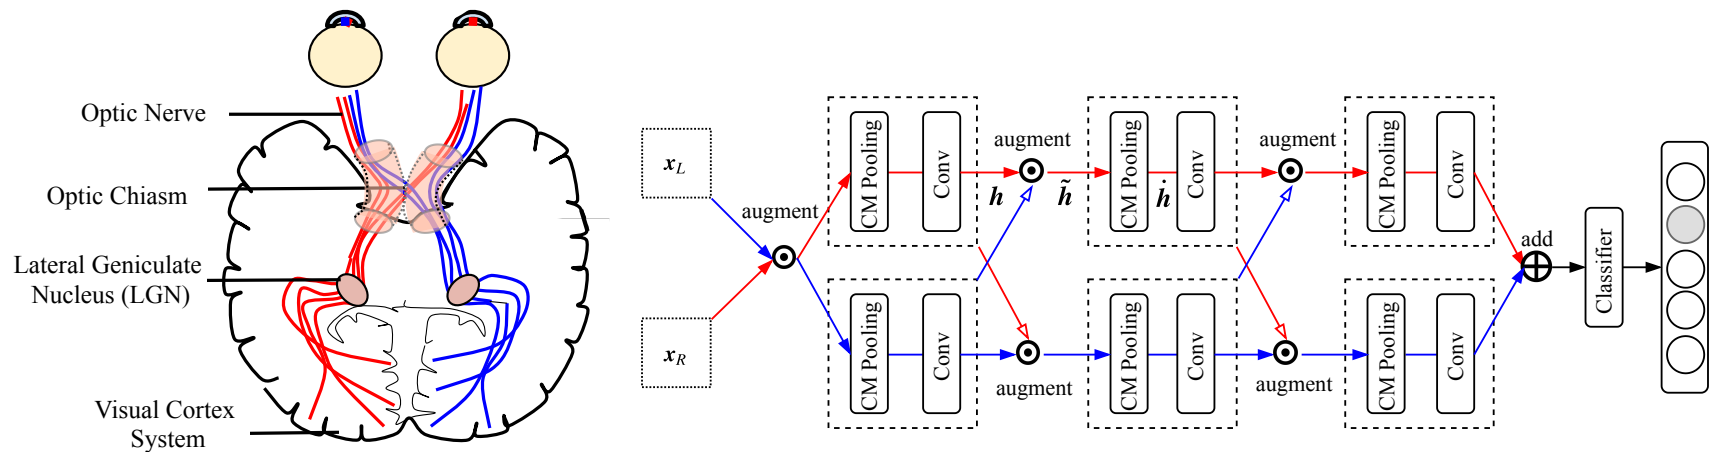 Optic Nerve
Optic Chiasm
Lateral Geniculate
Nucleus (LGN)
Visual Cortex
System
x_L
x_R
augment
CM Pooling
Conv
CM Pooling
Conv
augment
h
h̃
augment
CM Pooling
ḣ
Conv
CM Pooling
Conv
augment
augment
CM Pooling
Conv
CM Pooling
Conv
add
Classifier